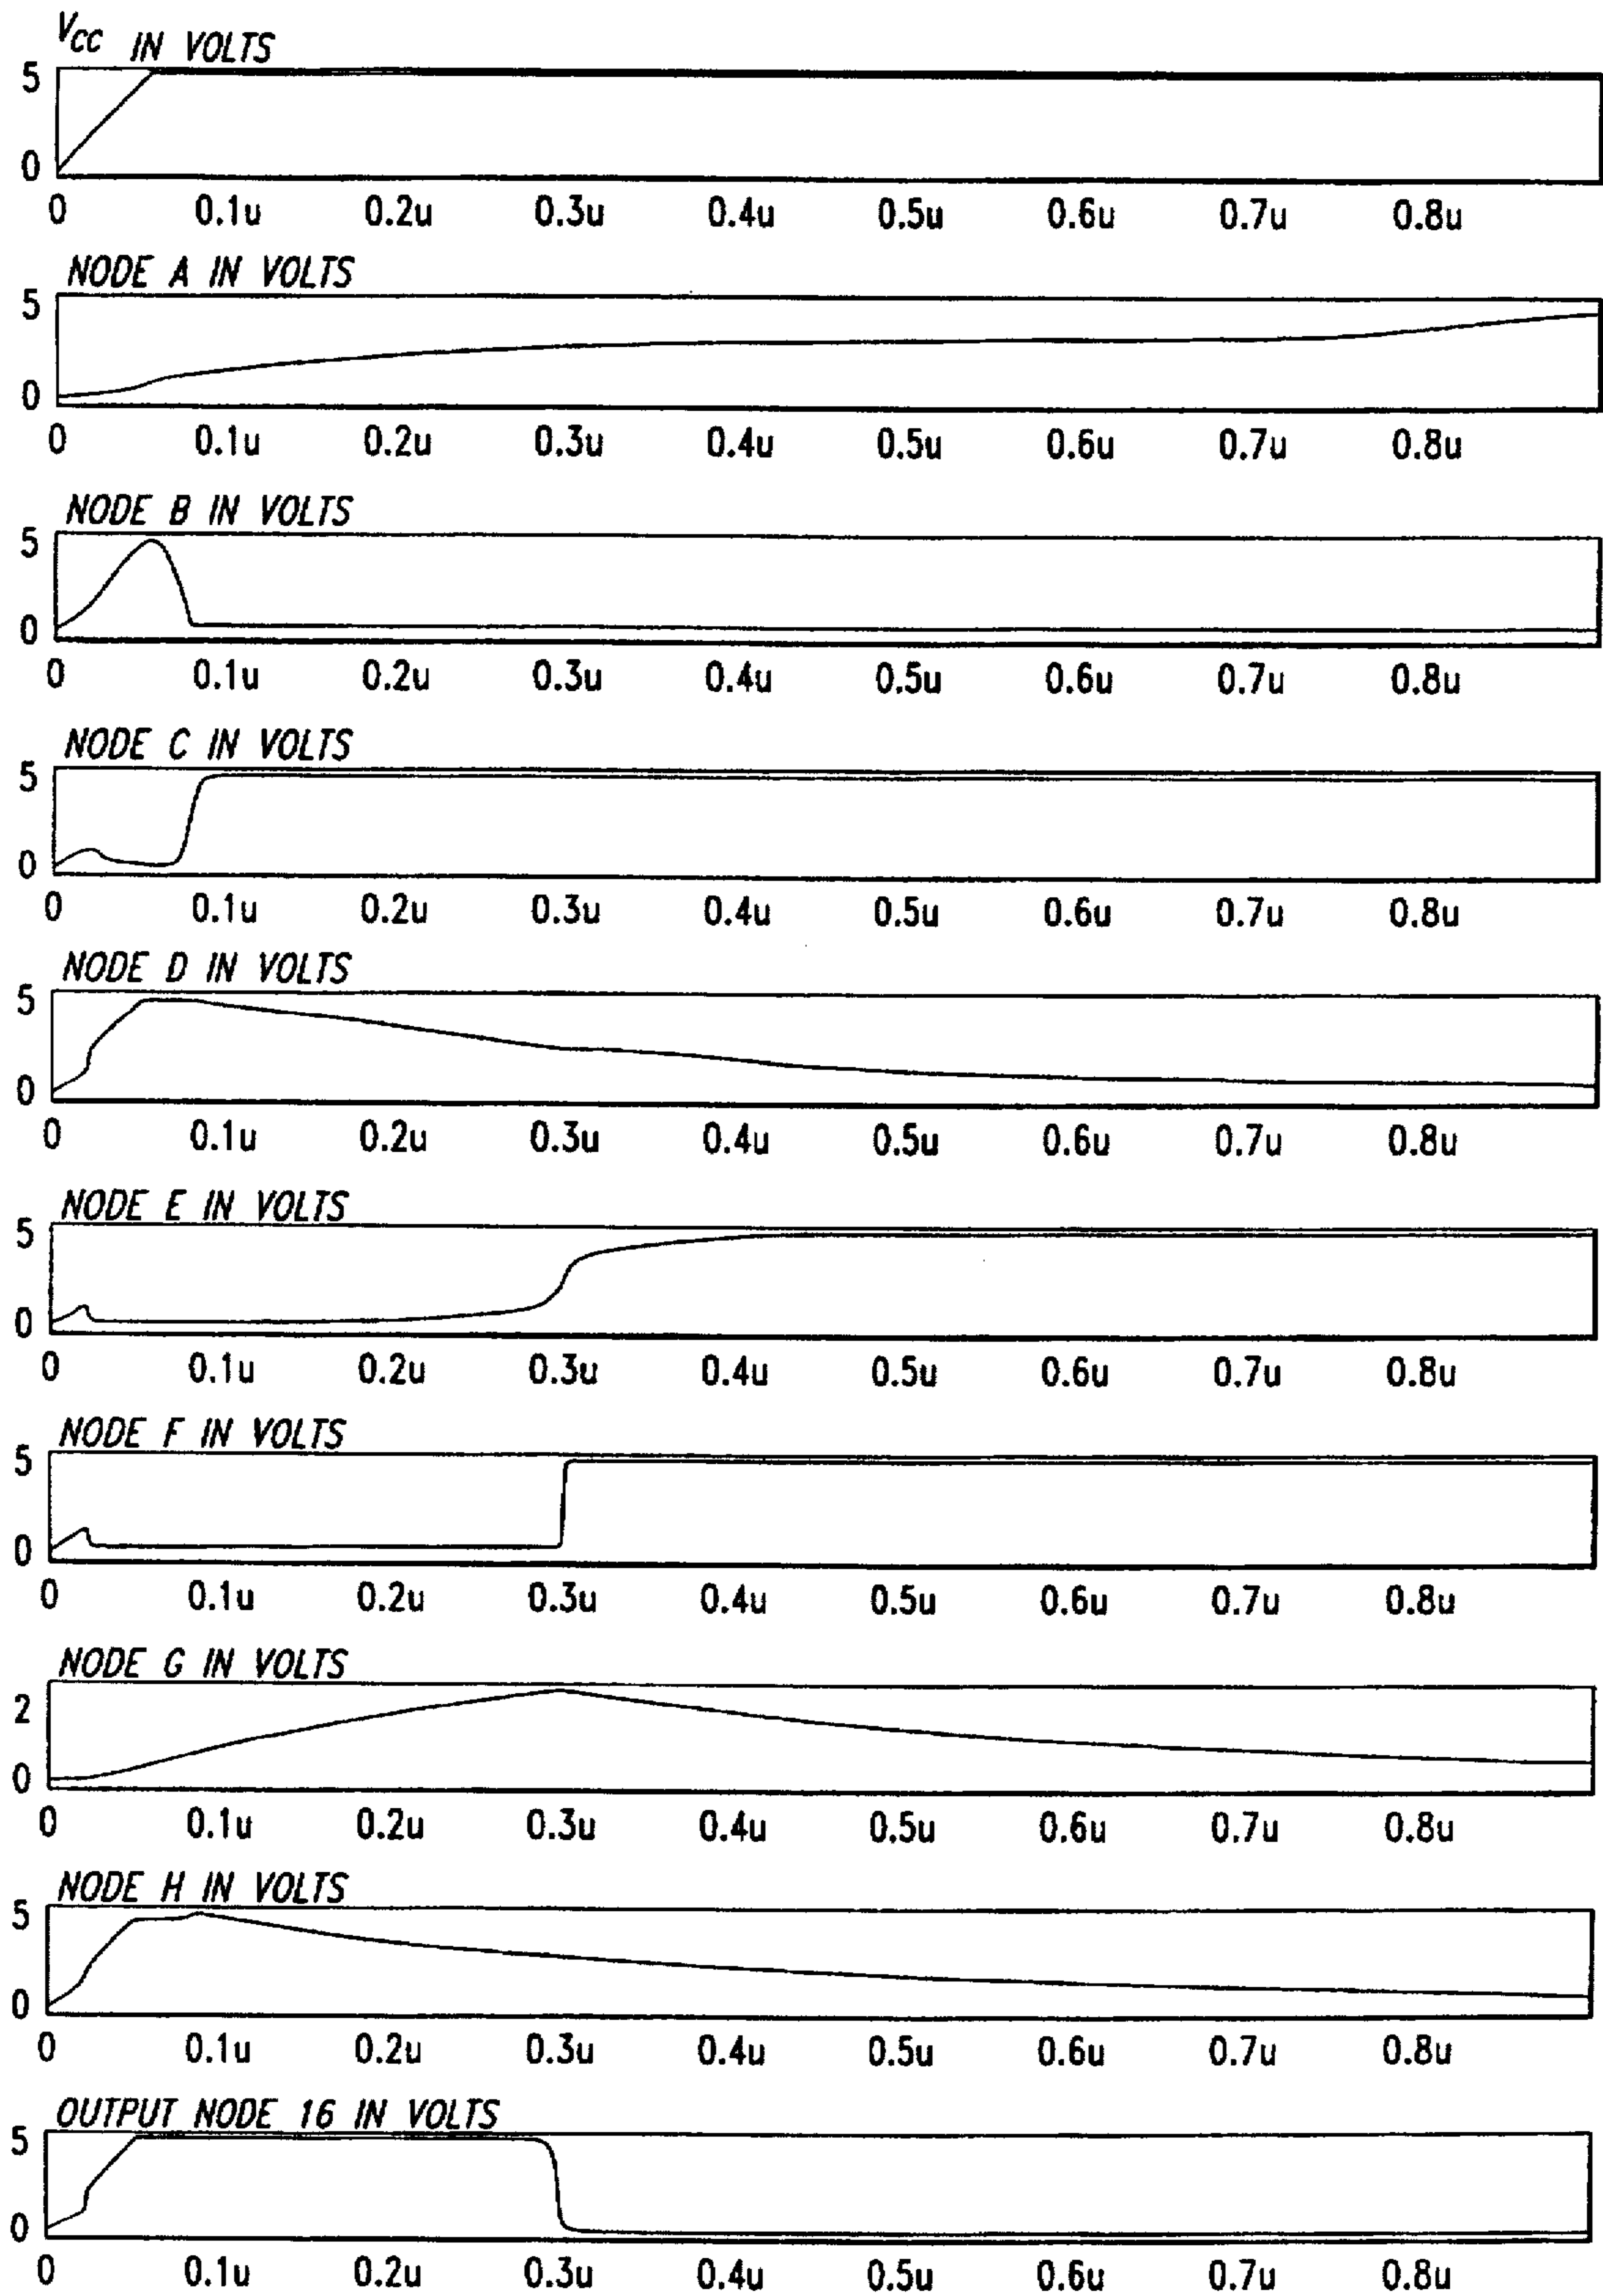 VCC IN VOLTS
5
0
0 0.1u 0.2u 0.3u 0.4u 0.5u 0.6u 0.7u 0.8u
NODE A IN VOLTS
5
0
0 0.1u 0.2u 0.3u 0.4u 0.5u 0.6u 0.7u 0.8u
NODE B IN VOLTS
5
0
0 0.1u 0.2u 0.3u 0.4u 0.5u 0.6u 0.7u 0.8u
NODE C IN VOLTS
5
0
0 0.1u 0.2u 0.3u 0.4u 0.5u 0.6u 0.7u 0.8u
NODE D IN VOLTS
5
0
0 0.1u 0.2u 0.3u 0.4u 0.5u 0.6u 0.7u 0.8u
NODE E IN VOLTS
5
0
0 0.1u 0.2u 0.3u 0.4u 0.5u 0.6u 0.7u 0.8u
NODE F IN VOLTS
5
0
0 0.1u 0.2u 0.3u 0.4u 0.5u 0.6u 0.7u 0.8u
NODE G IN VOLTS
2
0
0 0.1u 0.2u 0.3u 0.4u 0.5u 0.6u 0.7u 0.8u
NODE H IN VOLTS
5
0
0 0.1u 0.2u 0.3u 0.4u 0.5u 0.6u 0.7u 0.8u
OUTPUT NODE 16 IN VOLTS
5
0
0 0.1u 0.2u 0.3u 0.4u 0.5u 0.6u 0.7u 0.8u